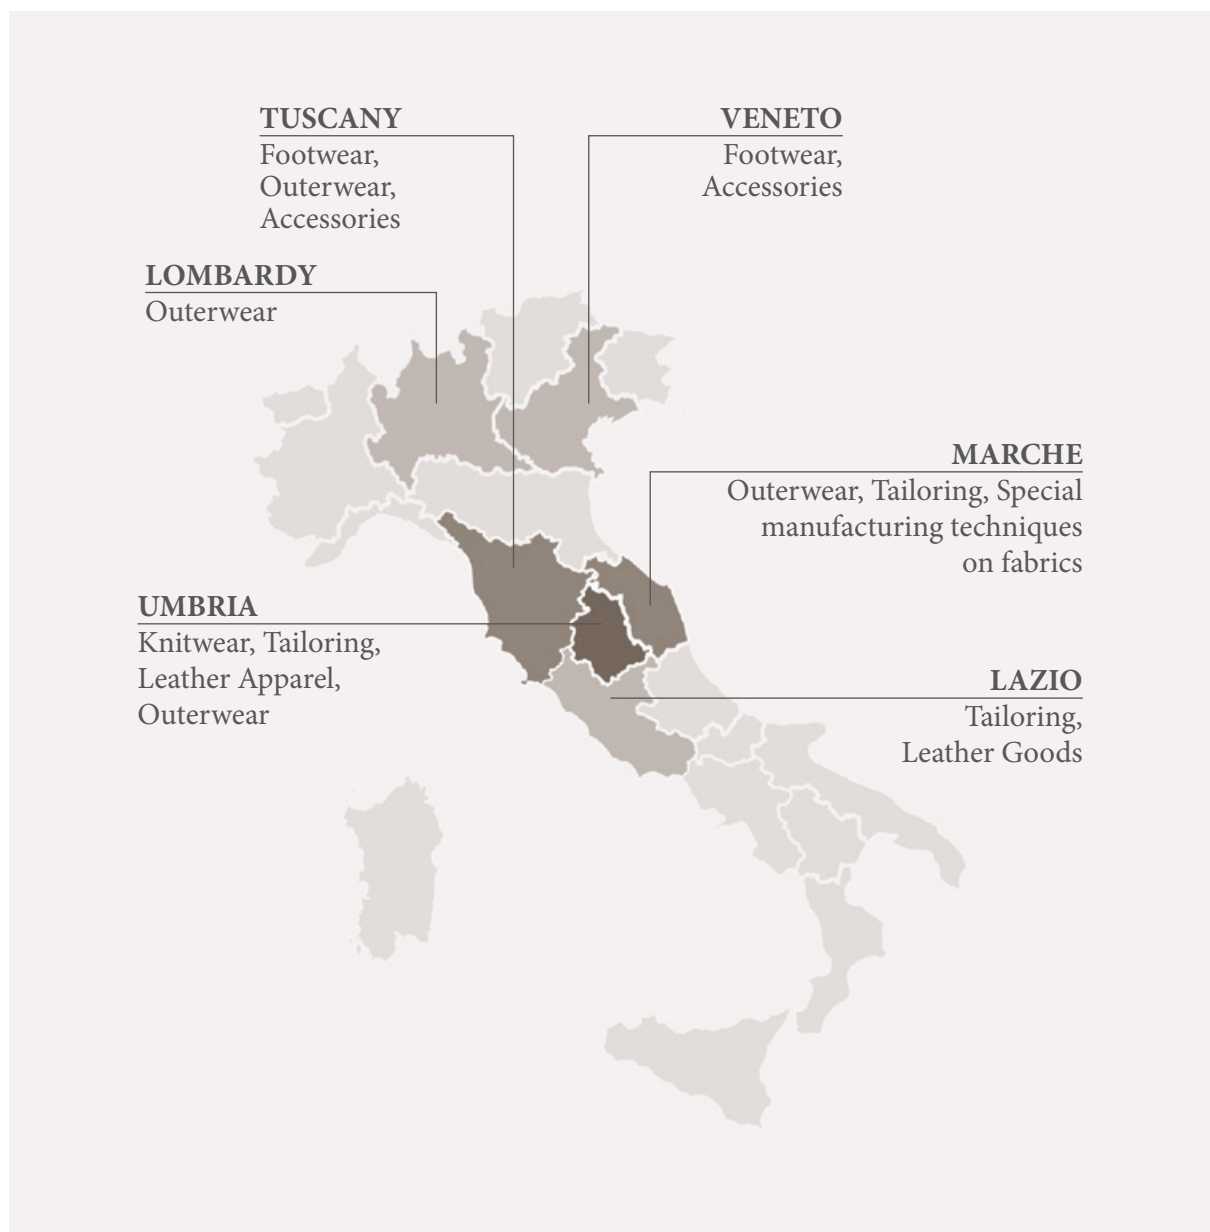 TUSCANY
Footwear,
Outerwear,
Accessories
VENETO
Footwear,
Accessories
LOMBARDY
Outerwear
MARCHE
Outerwear, Tailoring, Special
manufacturing techniques
on fabrics
UMBRIA
Knitwear, Tailoring,
Leather Apparel,
Outerwear
LAZIO
Tailoring,
Leather Goods